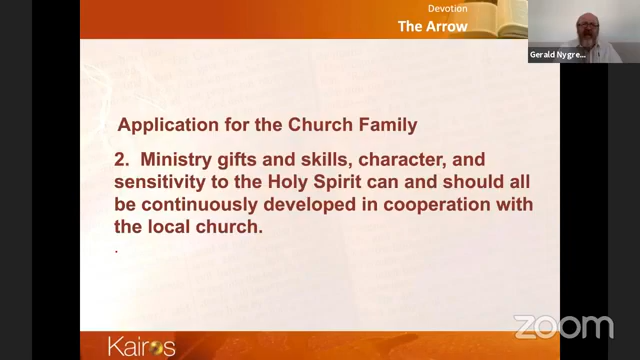 Devotion
The Arrow
Gerald Nygre...
Application for the Church Family
2. Ministry gifts and skills, character, and
sensitivity to the Holy Spirit can and should all
be continuously developed in cooperation with
the local church.
.
Kairos
zoom